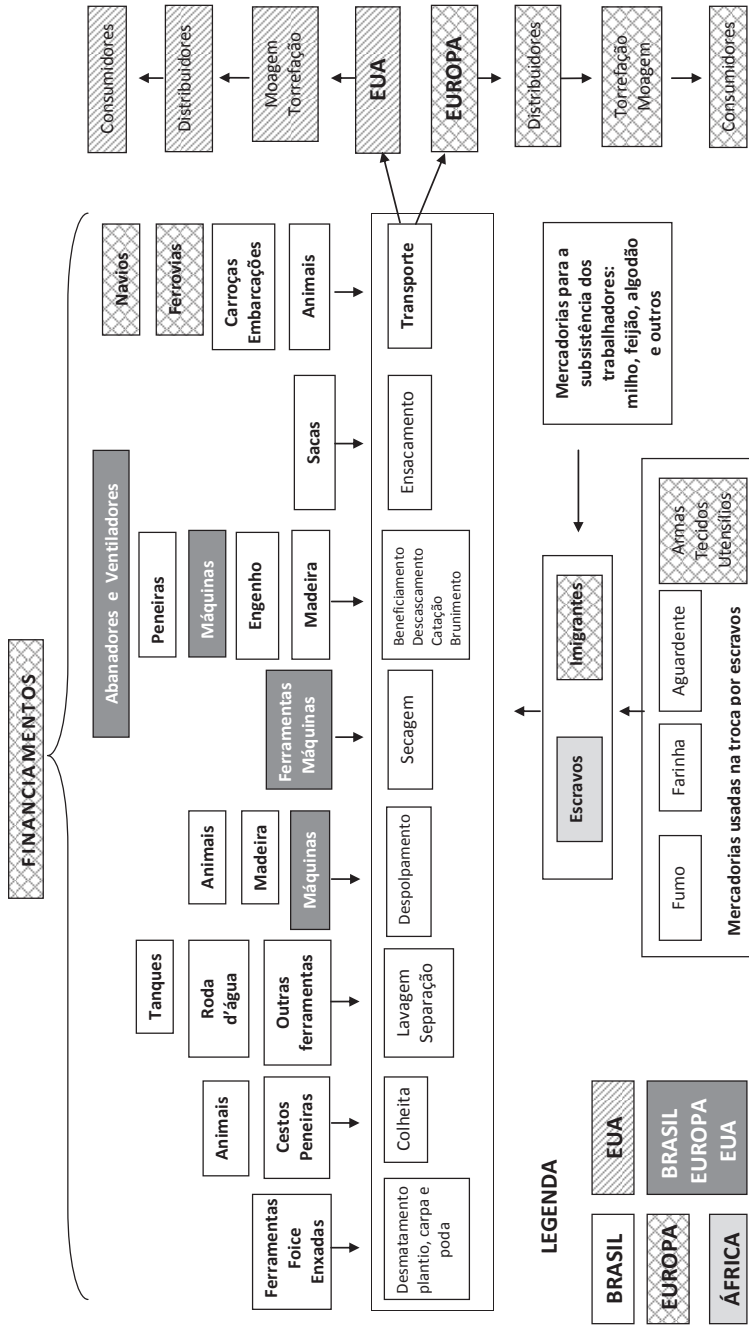 FINANCIAMENTOS
Ferramentas
Foice
Enxadas
Animais
Cestos
Peneiras
Tanques
Roda
d'água
Outras
ferramentas
Animais
Madeira
Máquinas
Ferramentas
Máquinas
Abanadores e Ventiladores
Peneiras
Máquinas
Engenho
Madeira
Sacas
Navios
Ferrovias
Carroças
Embarcações
Animais
Desmatamento
plantio, carpa e
poda
Colheita
Lavagem
Separação
Despolpamento
Secagem
Beneficiamento
Descascamento
Catação
Brunimento
Ensacamento
Transporte
Consumidores
Distribuidores
Moagem
Torrefação
EUA
EUROPA
Distribuidores
Torrefação
Moagem
Consumidores
Escravos
Imigrantes
Mercadorias para a
subsistência dos
trabalhadores:
milho, feijão, algodão
e outros
Fumo
Farinha
Aguardente
Armas
Tecidos
Utensílios
Mercadorias usadas na troca por escravos
LEGENDA
BRASIL
EUA
EUROPA
BRASIL
EUROPA
EUA
ÁFRICA